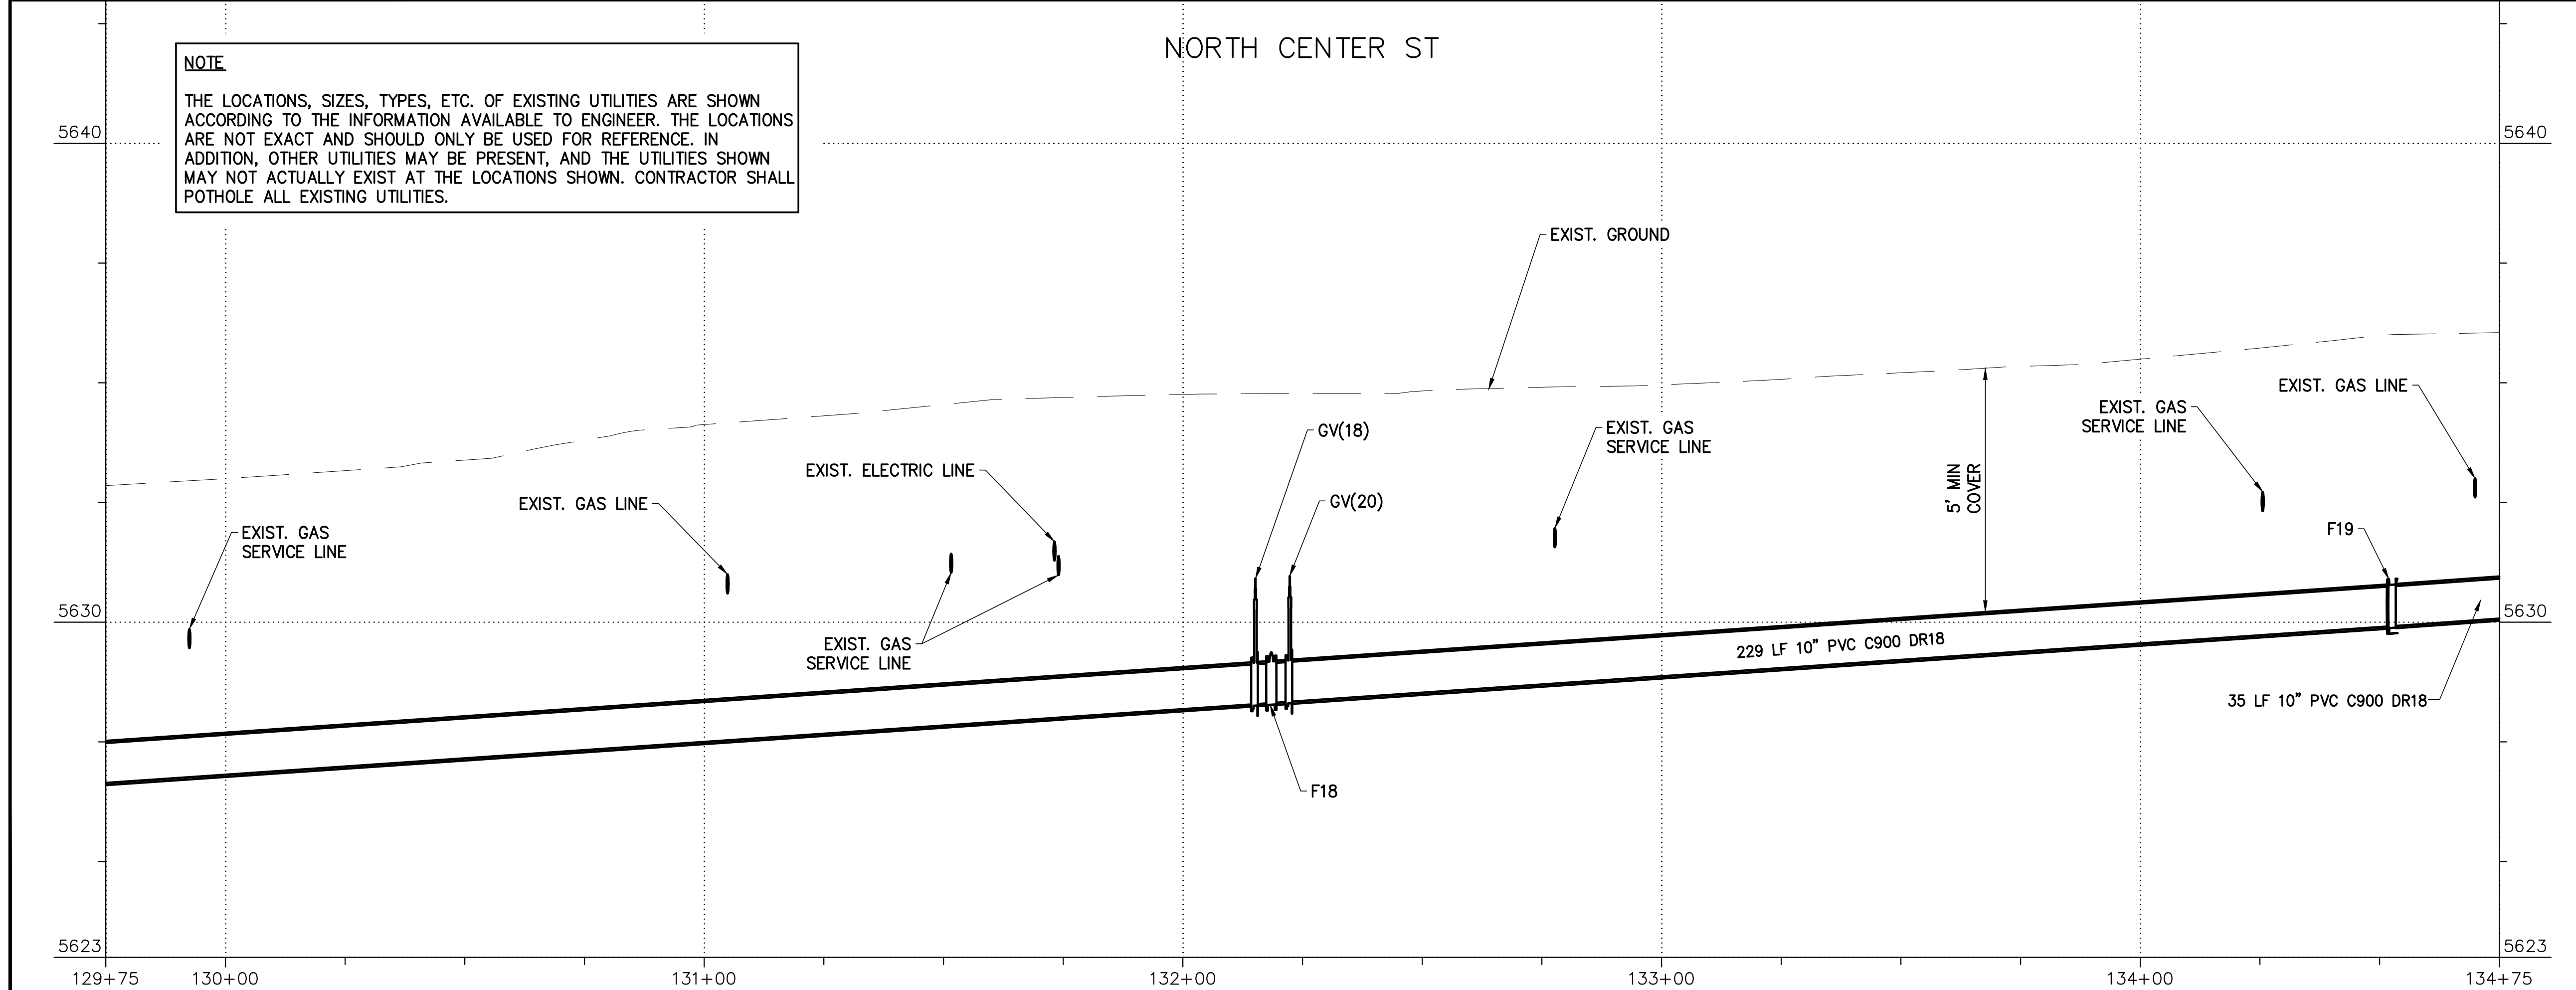 NORTH CENTER ST
NOTE
THE LOCATIONS, SIZES, TYPES, ETC. OF EXISTING UTILITIES ARE SHOWN
ACCORDING TO THE INFORMATION AVAILABLE TO ENGINEER. THE LOCATIONS
ARE NOT EXACT AND SHOULD ONLY BE USED FOR REFERENCE. IN
ADDITION, OTHER UTILITIES MAY BE PRESENT, AND THE UTILITIES SHOWN
MAY NOT ACTUALLY EXIST AT THE LOCATIONS SHOWN. CONTRACTOR SHALL
POTHOLE ALL EXISTING UTILITIES.
5640
5640
EXIST. GROUND
EXIST. GAS LINE
EXIST. GAS
SERVICE LINE
EXIST. GAS
SERVICE LINE
GV(18)
EXIST. ELECTRIC LINE
5' MIN
COVER
EXIST. GAS LINE
GV(20)
EXIST. GAS
SERVICE LINE
F19
5630
5630
EXIST. GAS
SERVICE LINE
229 LF 10" PVC C900 DR18
35 LF 10" PVC C900 DR18
F18
5623
5623
129+75
130+00
131+00
132+00
133+00
134+00
134+75